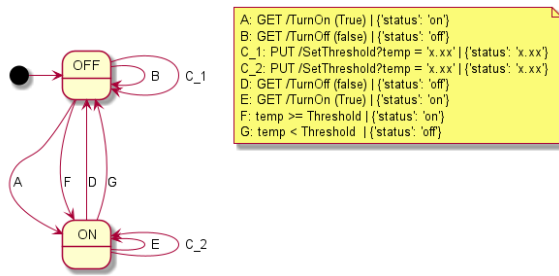 OFF
B
C_1
A
F
D
G
ON
E
C_2
A: GET /TurnOn (True) | {'status': 'on'}
B: GET /TurnOff (false) | {'status': 'off'}
C_1: PUT /SetThreshold?temp = 'x.xx' | {'status': 'x.xx'}
C_2: PUT /SetThreshold?temp = 'x.xx' | {'status': 'x.xx'}
D: GET /TurnOff (false) | {'status': 'off'}
E: GET /TurnOn (True) | {'status': 'on'}
F: temp >= Threshold | {'status': 'on'}
G: temp < Threshold | {'status': 'off'}